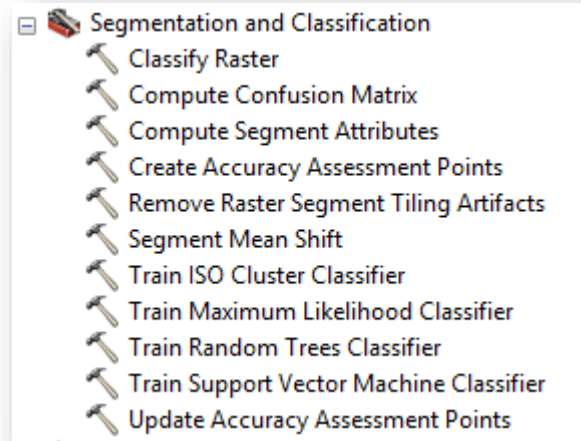 Segmentation and Classification
Classify Raster
Compute Confusion Matrix
Compute Segment Attributes
Create Accuracy Assessment Points
Remove Raster Segment Tiling Artifacts
Segment Mean Shift
Train ISO Cluster Classifier
Train Maximum Likelihood Classifier
Train Random Trees Classifier
Train Support Vector Machine Classifier
Update Accuracy Assessment Points